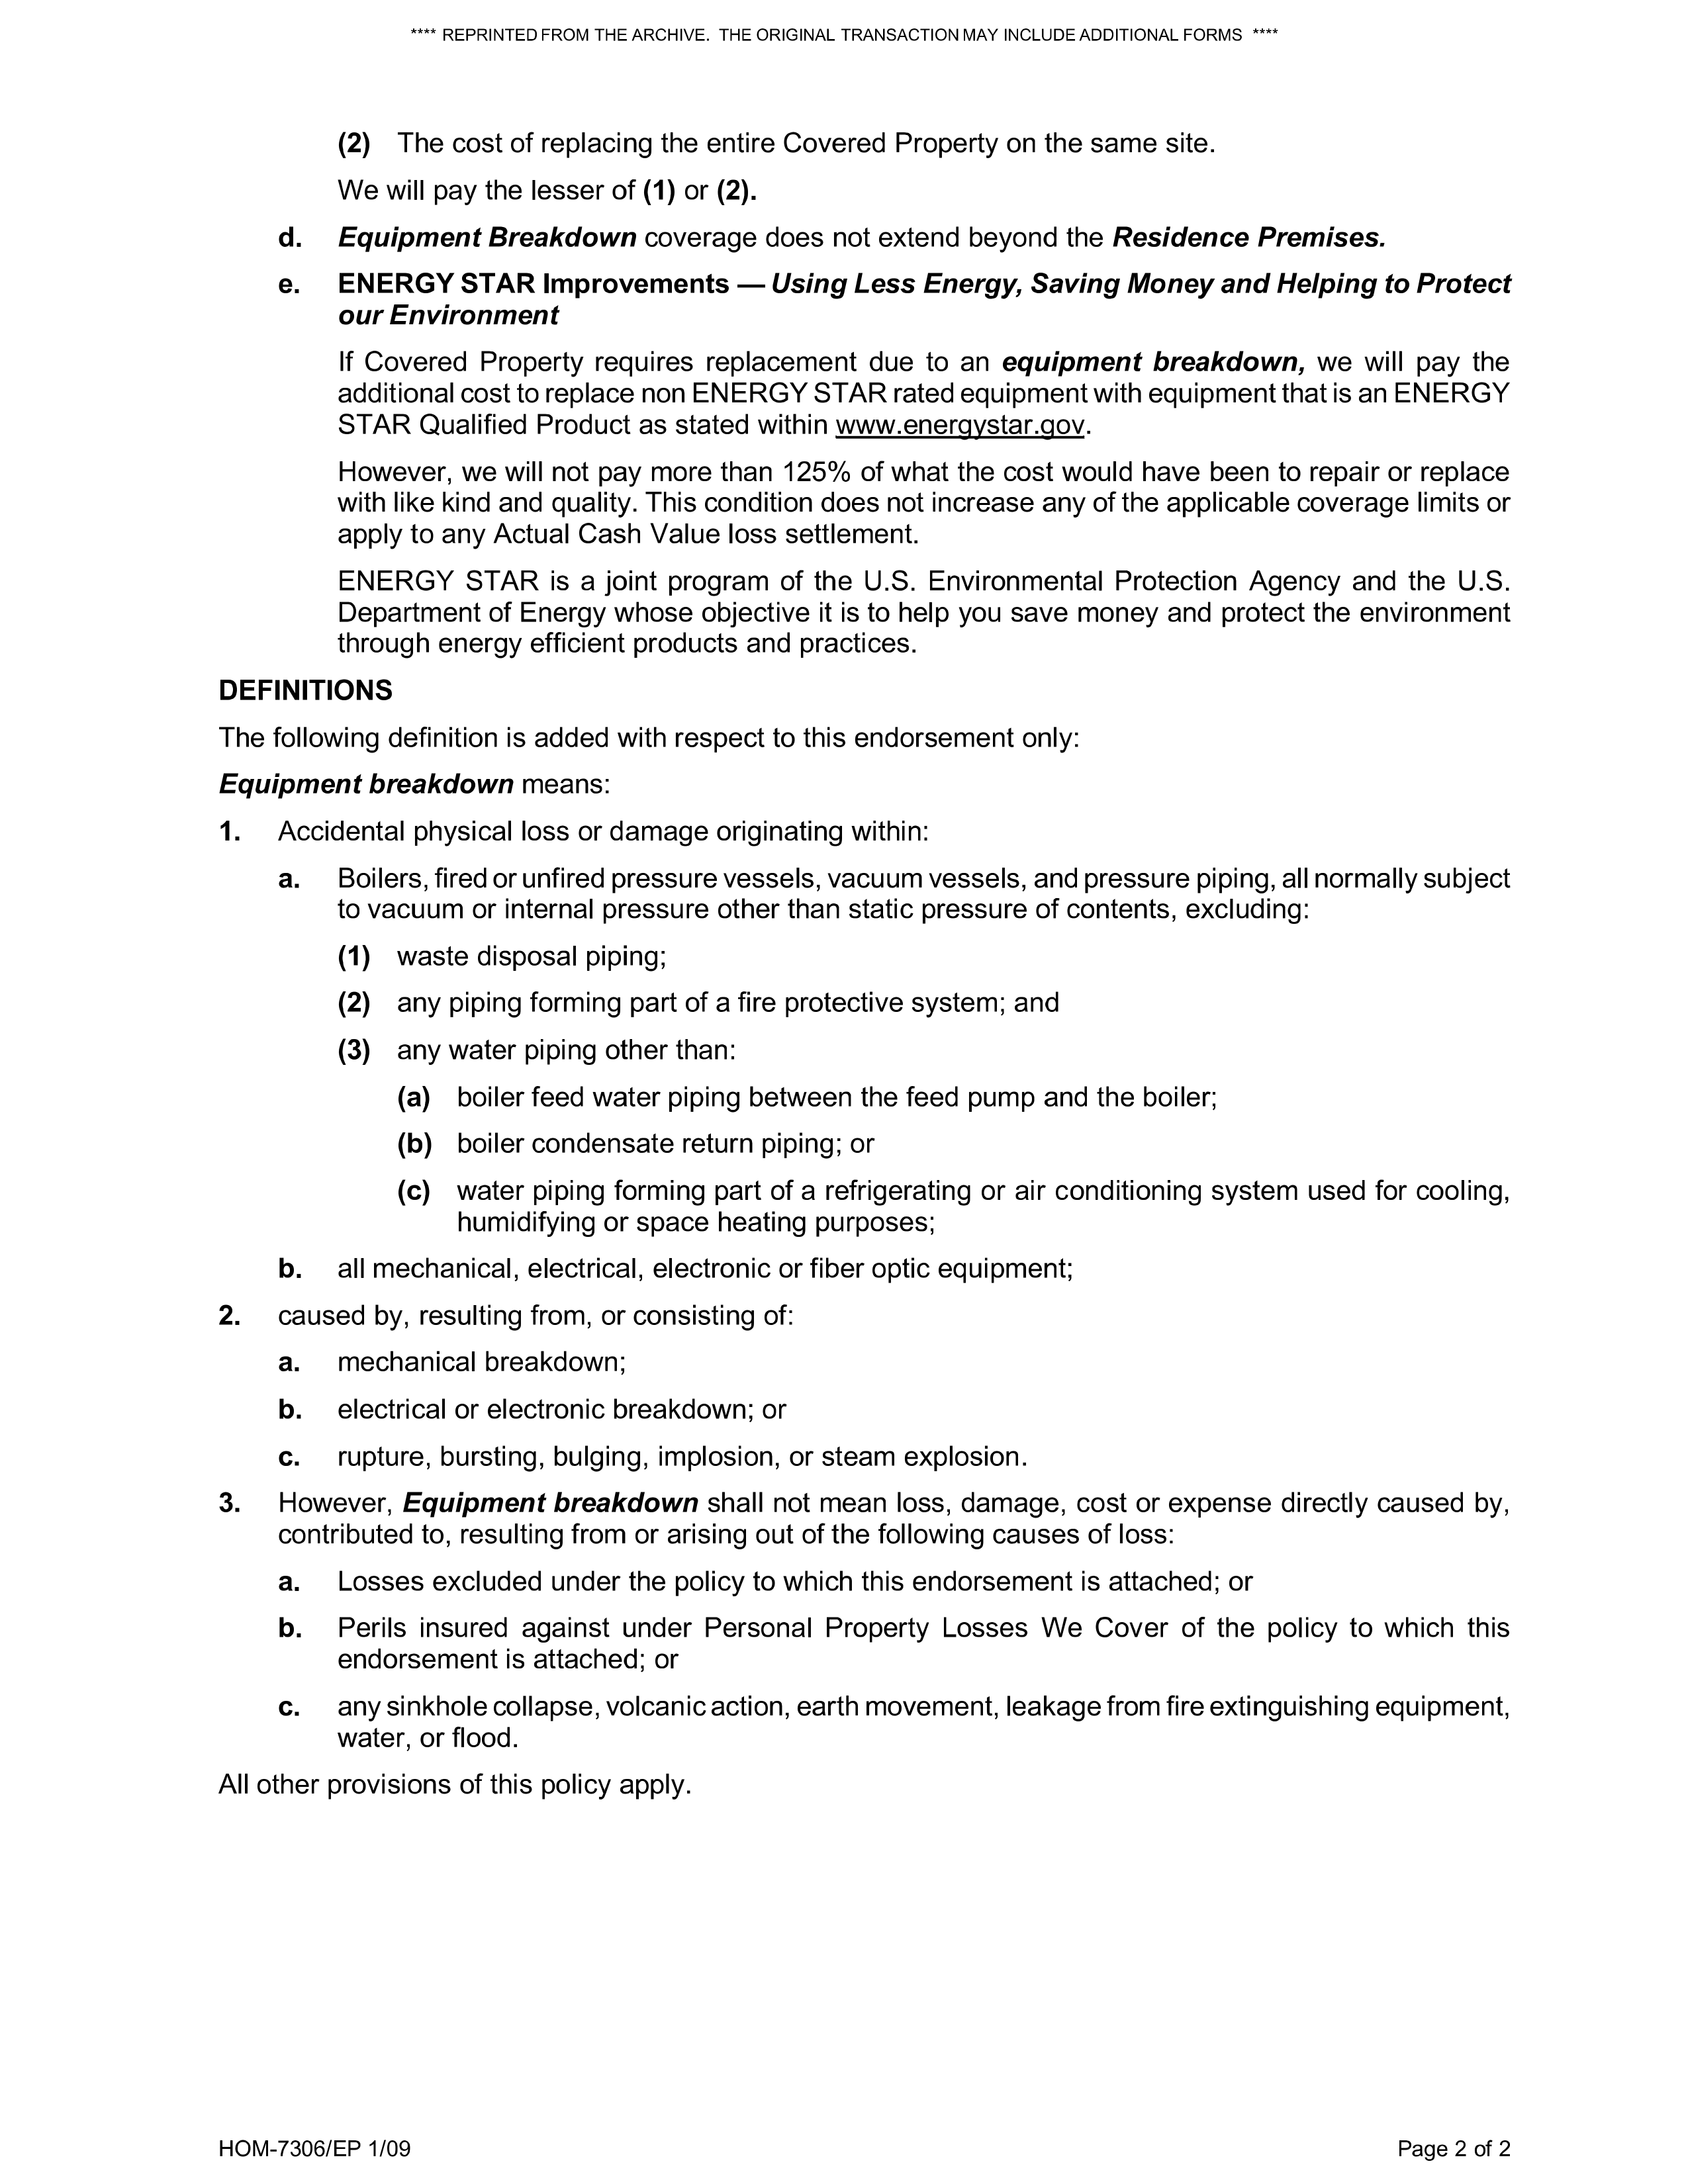 **** REPRINTED FROM THE ARCHIVE. THE ORIGINAL TRANSACTION MAY INCLUDE ADDITIONAL FORMS ****
(2) The cost of replacing the entire Covered Property on the same site.
We will pay the lesser of (1) or (2).
d. Equipment Breakdown coverage does not extend beyond the Residence Premises.
e. ENERGY STAR Improvements — Using Less Energy, Saving Money and Helping to Protect
our Environment
If Covered Property requires replacement due to an equipment breakdown, we will pay the
additional cost to replace non ENERGY STAR rated equipment with equipment that is an ENERGY
STAR Qualified Product as stated within www.energystar.gov.
However, we will not pay more than 125% of what the cost would have been to repair or replace
with like kind and quality. This condition does not increase any of the applicable coverage limits or
apply to any Actual Cash Value loss settlement.
ENERGY STAR is a joint program of the U.S. Environmental Protection Agency and the U.S.
Department of Energy whose objective it is to help you save money and protect the environment
through energy efficient products and practices.
DEFINITIONS
The following definition is added with respect to this endorsement only:
Equipment breakdown means:
1. Accidental physical loss or damage originating within:
a. Boilers, fired or unfired pressure vessels, vacuum vessels, and pressure piping, all normally subject
to vacuum or internal pressure other than static pressure of contents, excluding:
(1) waste disposal piping;
(2) any piping forming part of a fire protective system; and
(3) any water piping other than:
(a) boiler feed water piping between the feed pump and the boiler;
(b) boiler condensate return piping; or
(c) water piping forming part of a refrigerating or air conditioning system used for cooling,
humidifying or space heating purposes;
b. all mechanical, electrical, electronic or fiber optic equipment;
2. caused by, resulting from, or consisting of:
a. mechanical breakdown;
b. electrical or electronic breakdown; or
c. rupture, bursting, bulging, implosion, or steam explosion.
3. However, Equipment breakdown shall not mean loss, damage, cost or expense directly caused by,
contributed to, resulting from or arising out of the following causes of loss:
a. Losses excluded under the policy to which this endorsement is attached; or
b. Perils insured against under Personal Property Losses We Cover of the policy to which this
endorsement is attached; or
c. any sinkhole collapse, volcanic action, earth movement, leakage from fire extinguishing equipment,
water, or flood.
All other provisions of this policy apply.
HOM-7306/EP 1/09 Page 2 of 2